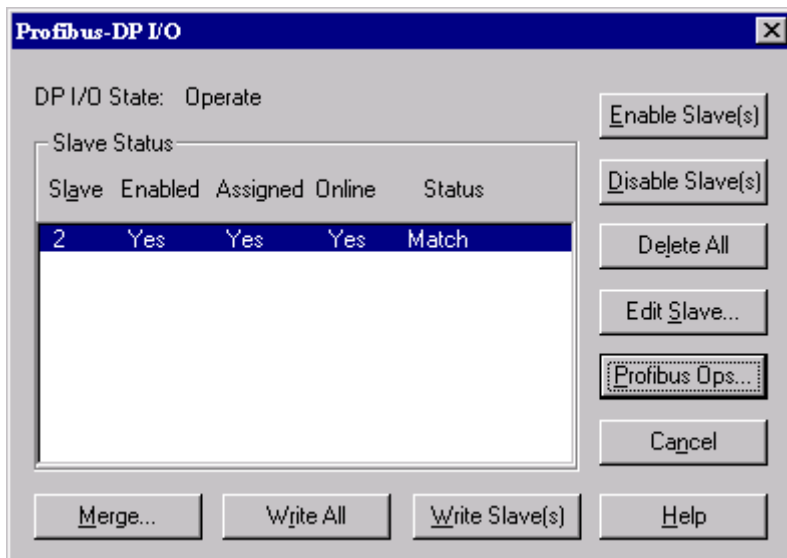 Profibus-DP I/O
DP I/O State: Operate
Slave Status
Slave Enabled Assigned Online Status
2 Yes Yes Yes Match
Enable Slave(s)
Disable Slave(s)
Delete All
Edit Slave...
Profibus Ops...
Cancel
Merge... Write All Write Slave(s) Help